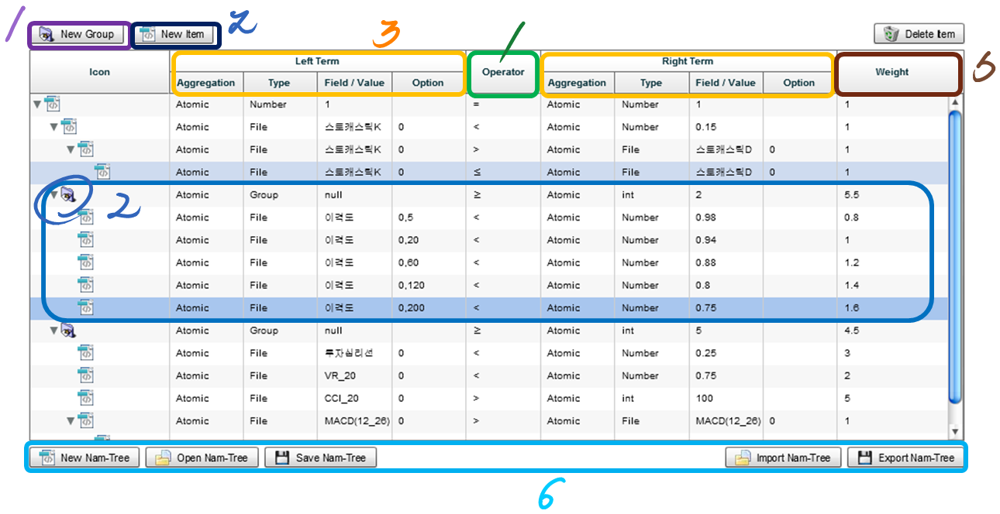 1 New Group New Item 2 3 1 Delete Item 5
Icon Left Term Operator Right Term Weight
Aggregation Type Field / Value Option Aggregation Type Field / Value Option
Atomic Number 1 = Atomic Number 1 1
Atomic File 스토캐스틱K 0 < Atomic Number 0.15 1
Atomic File 스토캐스틱K 0 > Atomic File 스토캐스틱D 0 1
Atomic File 스토캐스틱K 0 ≤ Atomic File 스토캐스틱D 0 1
2 Atomic Group null ≥ Atomic int 2 5.5
Atomic File 이격도 0,5 < Atomic Number 0.98 0.8
Atomic File 이격도 0,20 < Atomic Number 0.94 1
Atomic File 이격도 0,60 < Atomic Number 0.88 1.2
Atomic File 이격도 0,120 < Atomic Number 0.8 1.4
Atomic File 이격도 0,200 < Atomic Number 0.75 1.6
Atomic Group null ≥ Atomic int 5 4.5
Atomic File 투자심리선 0 < Atomic Number 0.25 3
Atomic File VR_20 0 < Atomic Number 0.75 2
Atomic File CCI_20 0 > Atomic int 100 5
Atomic File MACD(12_26) 0 > Atomic File MACD(12_26) 0 1
New Nam-Tree Open Nam-Tree Save Nam-Tree Import Nam-Tree Export Nam-Tree
6